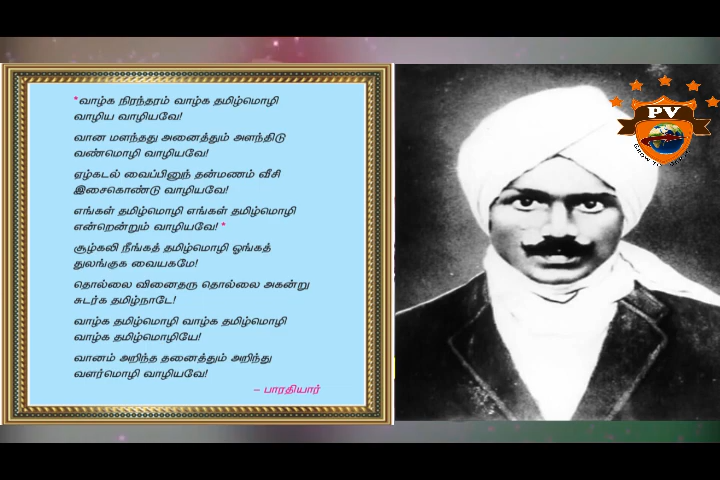 *வாழ்க நிரந்தரம் வாழ்க தமிழ்மொழி
வாழிய வாழியவே!
வான மளந்தது அனைத்தும் அளந்திடு
வண்மொழி வாழியவே!
ஏழ்கடல் வைப்பினுந் தன்மணம் வீசி
இசைகொண்டு வாழியவே!
எங்கள் தமிழ்மொழி எங்கள் தமிழ்மொழி
என்றென்றும் வாழியவே! *
சூழ்கலி நீங்கத் தமிழ்மொழி ஓங்கத்
துலங்குக வையகமே!
தொல்லை வினைதரு தொல்லை அகன்று
சுடர்க தமிழ்நாடே!
வாழ்க தமிழ்மொழி வாழ்க தமிழ்மொழி
வாழ்க தமிழ்மொழியே!
வானம் அறிந்த தனைத்தும் அறிந்து
வளர்மொழி வாழியவே!
– பாரதியார்
PV
GROW